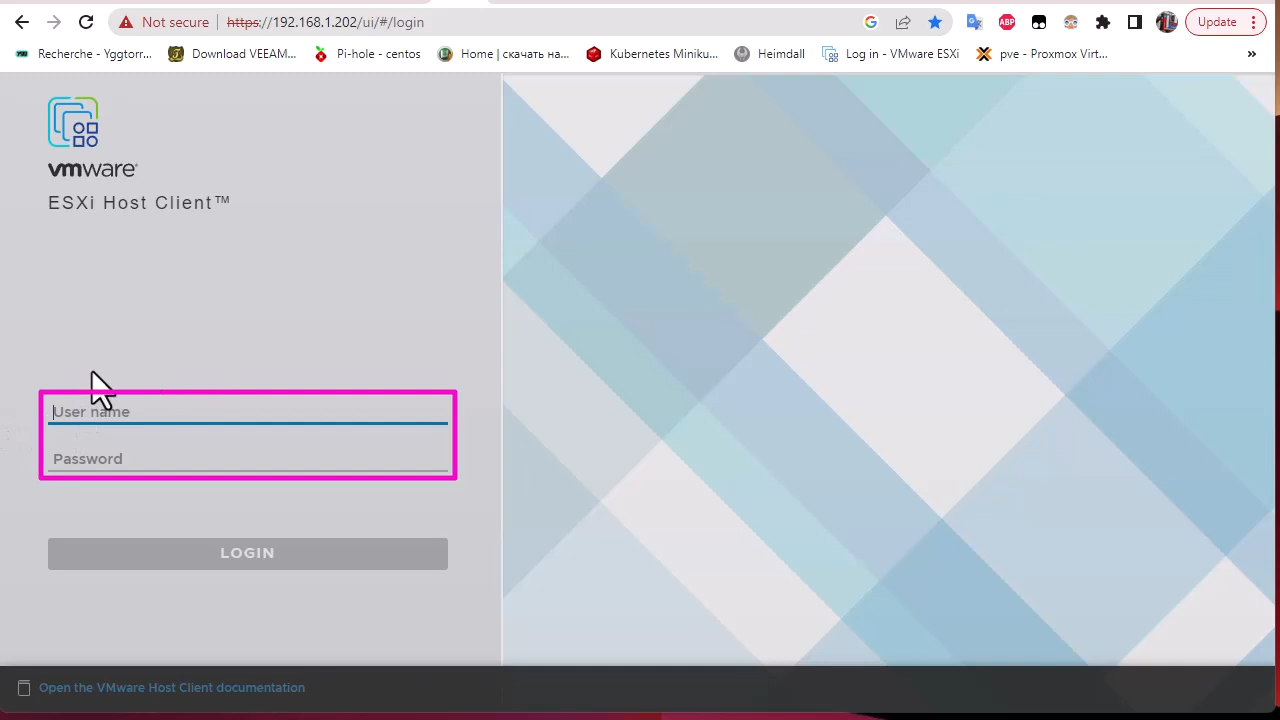 Not secure
https://192.168.1.202/ui/#/login
G
ABP
Update
Recherche - Yggtorr...
Download VEEAM...
Pi-hole - centos
Home | скачать на...
Kubernetes Miniku...
Heimdall
Log in - VMware ESXi
pve - Proxmox Virt...
»
vmware®
ESXi Host Client™
User name
Password
LOGIN
Open the VMware Host Client documentation